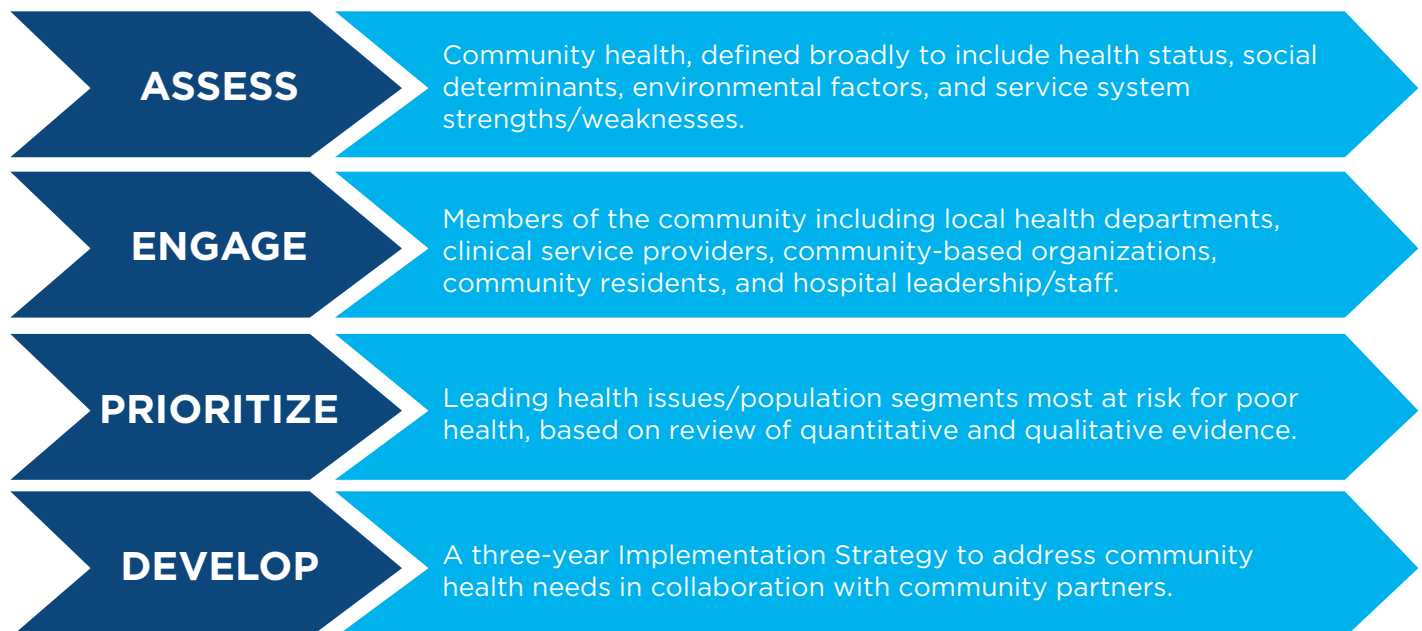 ASSESS
Community health, defined broadly to include health status, social
determinants, environmental factors, and service system
strengths/weaknesses.
ENGAGE
Members of the community including local health departments,
clinical service providers, community-based organizations,
community residents, and hospital leadership/staff.
PRIORITIZE
Leading health issues/population segments most at risk for poor
health, based on review of quantitative and qualitative evidence.
DEVELOP
A three-year Implementation Strategy to address community
health needs in collaboration with community partners.